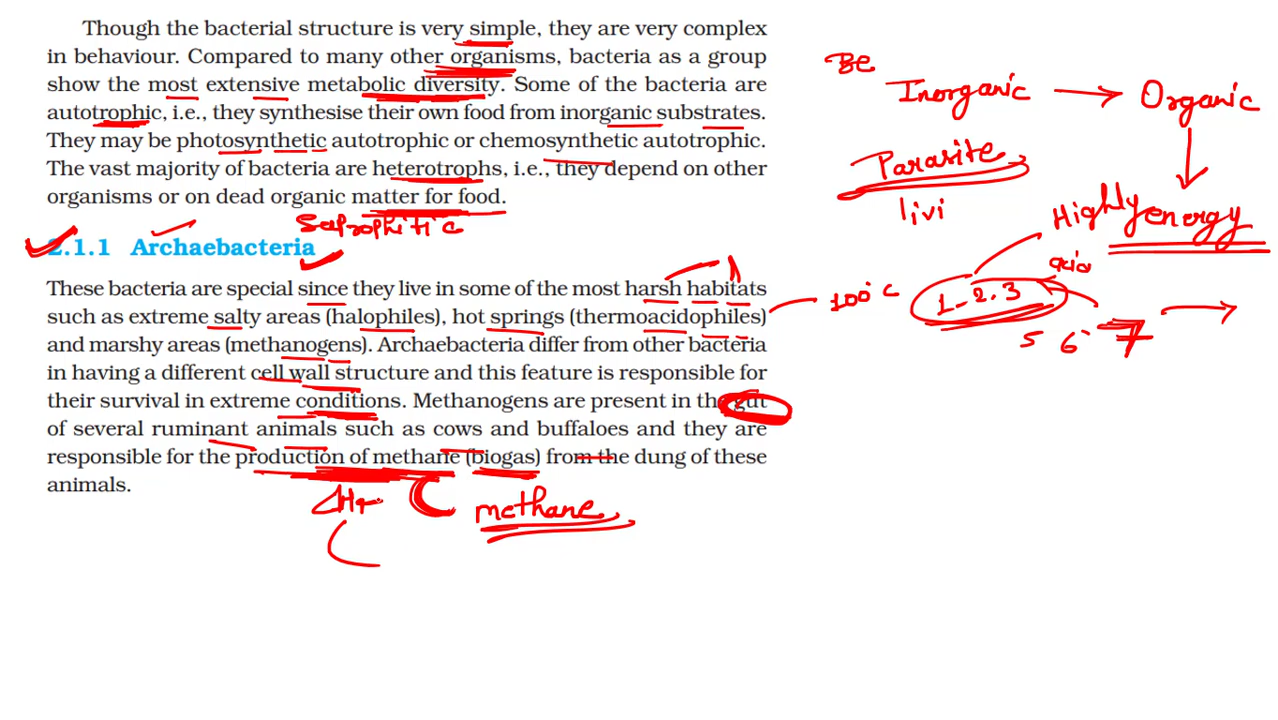 Though the bacterial structure is very simple, they are very complex
in behaviour. Compared to many other organisms, bacteria as a group
show the most extensive metabolic diversity. Some of the bacteria are
autotrophic, i.e., they synthesise their own food from inorganic substrates.
They may be photosynthetic autotrophic or chemosynthetic autotrophic.
The vast majority of bacteria are heterotrophs, i.e., they depend on other
organisms or on dead organic matter for food.
Saprophitic
2.1.1 Archaebacteria
These bacteria are special since they live in some of the most harsh habitats
such as extreme salty areas (halophiles), hot springs (thermoacidophiles)
and marshy areas (methanogens). Archaebacteria differ from other bacteria
in having a different cell wall structure and this feature is responsible for
their survival in extreme conditions. Methanogens are present in the gut
of several ruminant animals such as cows and buffaloes and they are
responsible for the production of methane (biogas) from the dung of these
animals.
CH4
methane
Be
Inorganic → Organic
Parasite
livi
Highly energy
acid
100°C
1-2.3
5 6 7